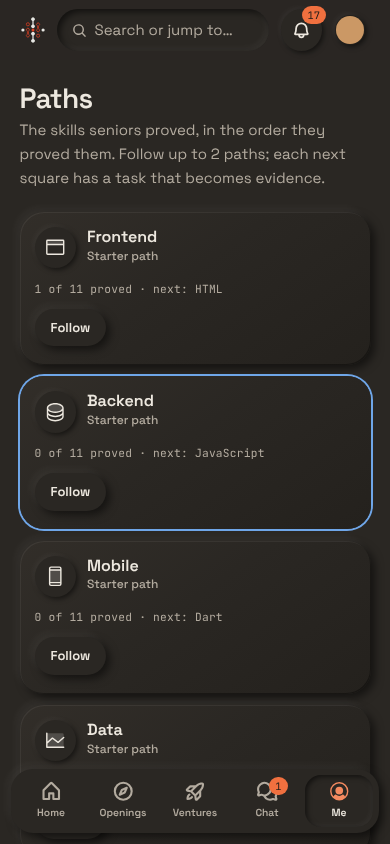 Search or jump to...
17
Paths
The skills seniors proved, in the order they
proved them. Follow up to 2 paths; each next
square has a task that becomes evidence.
Frontend
Starter path
1 of 11 proved · next: HTML
Follow
Backend
Starter path
0 of 11 proved · next: JavaScript
Follow
Mobile
Starter path
0 of 11 proved · next: Dart
Follow
Data
Starter path
1
Home
Openings
Ventures
Chat
Me